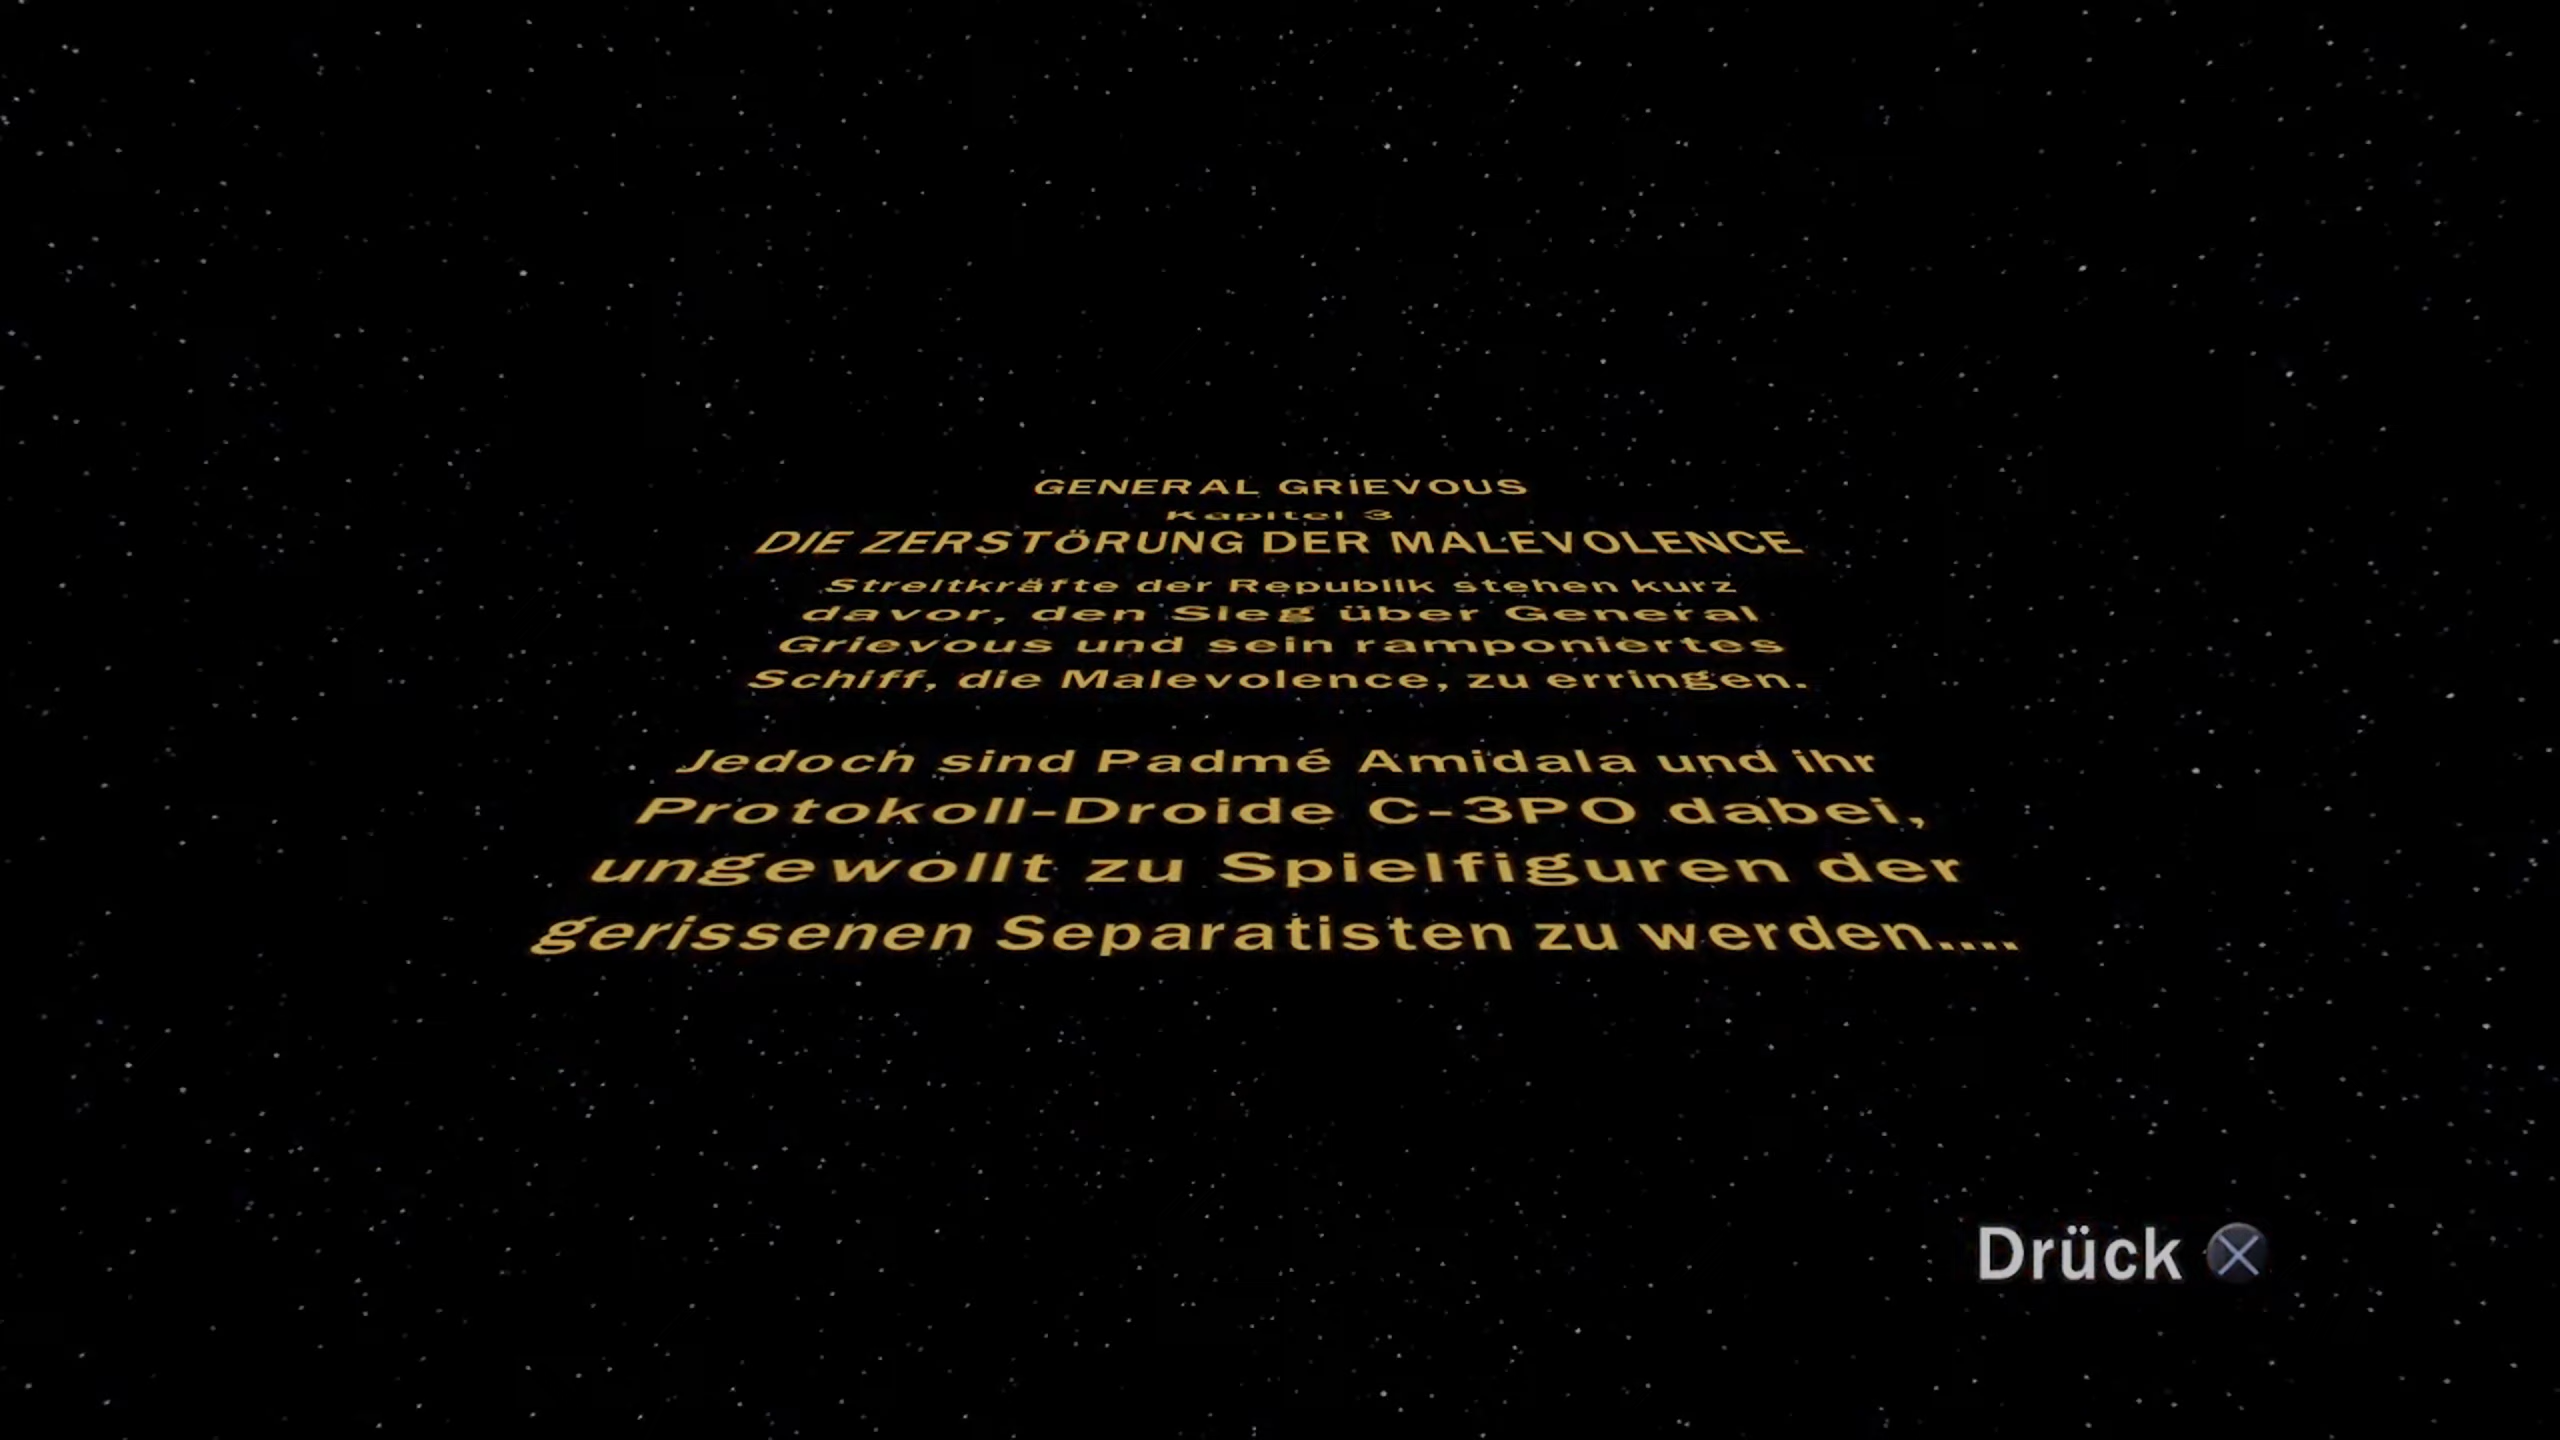 GENERAL GRIEVOUS
Kapitel 3
DIE ZERSTÖRUNG DER MALEVOLENCE
Streitkräfte der Republik stehen kurz
davor, den Sieg über General
Grievous und sein ramponiertes
Schiff, die Malevolence, zu erringen.
Jedoch sind Padmé Amidala und ihr
Protokoll-Droide C-3PO dabei,
ungewollt zu Spielfiguren der
gerissenen Separatisten zu werden....
Drück